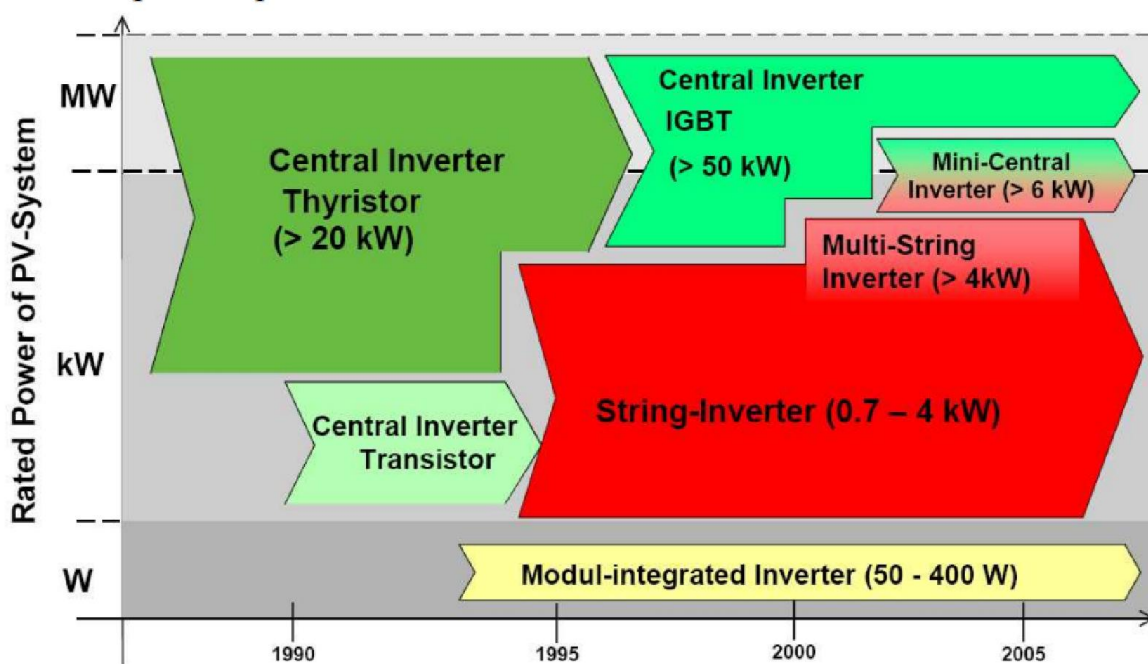 Rated Power of PV-System
MW
kW
W
Central Inverter
Thyristor
(> 20 kW)
Central Inverter
IGBT
(> 50 kW)
Mini-Central
Inverter (> 6 kW)
Multi-String
Inverter (> 4kW)
String-Inverter (0.7 – 4 kW)
Central Inverter
Transistor
Modul-integrated Inverter (50 - 400 W)
1990
1995
2000
2005